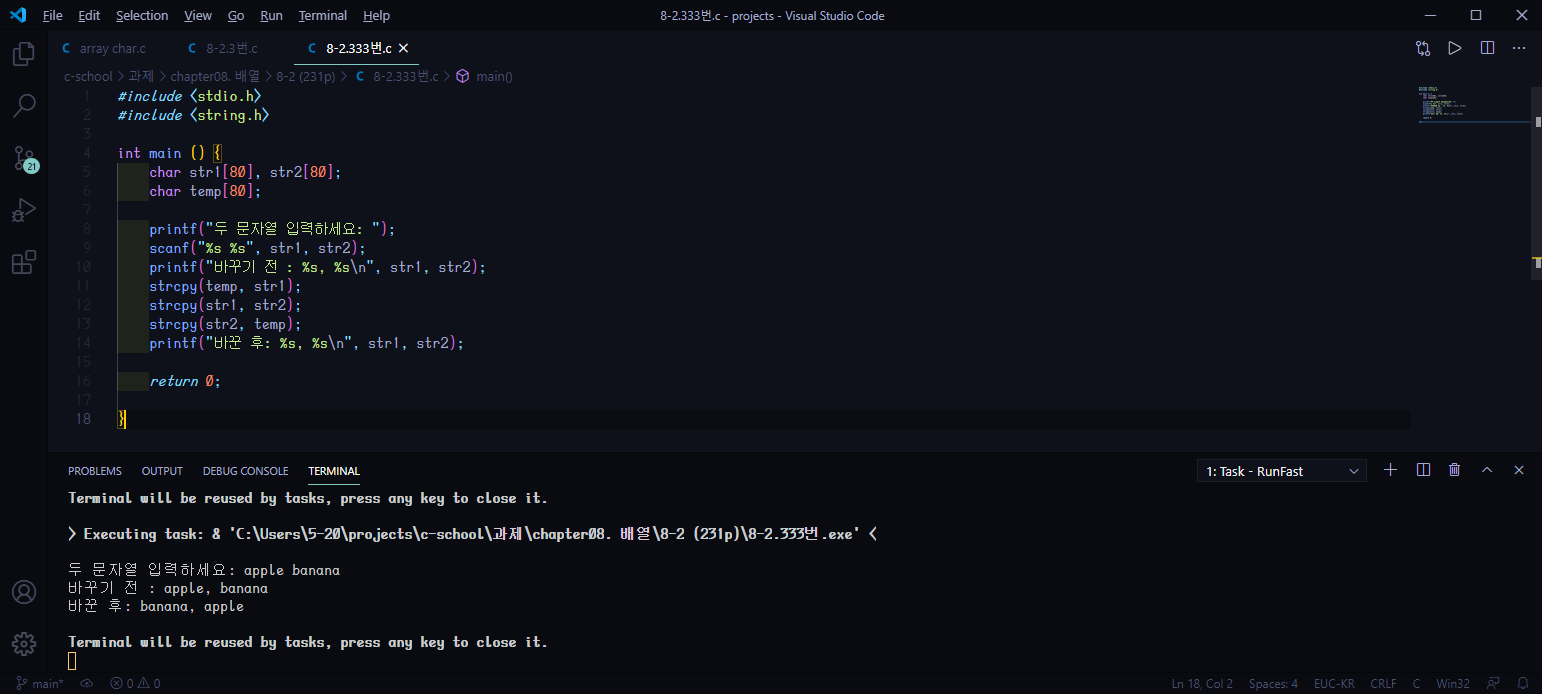 File Edit Selection View Go Run Terminal Help 8-2.333번.c - projects - Visual Studio Code
C array char.c C 8-2.3번.c C 8-2.333번.c
c-school > 과제 > chapter08. 배열 > 8-2 (231p) > C 8-2.333번.c > main()
1 #include <stdio.h>
2 #include <string.h>
3
4 int main () {
5 char str1[80], str2[80];
6 char temp[80];
7
8 printf("두 문자열 입력하세요: ");
9 scanf("%s %s", str1, str2);
10 printf("바꾸기 전 : %s, %s\n", str1, str2);
11 strcpy(temp, str1);
12 strcpy(str1, str2);
13 strcpy(str2, temp);
14 printf("바꾼 후: %s, %s\n", str1, str2);
15
16 return 0;
17
18 }
21
PROBLEMS OUTPUT DEBUG CONSOLE TERMINAL 1: Task - RunFast
Terminal will be reused by tasks, press any key to close it.
> Executing task: & 'C:\Users\5-20\projects\c-school\과제\chapter08. 배열\8-2 (231p)\8-2.333번.exe' <
두 문자열 입력하세요: apple banana
바꾸기 전 : apple, banana
바꾼 후: banana, apple
Terminal will be reused by tasks, press any key to close it.
main* 0 0 Ln 18, Col 2 Spaces: 4 EUC-KR CRLF C Win32